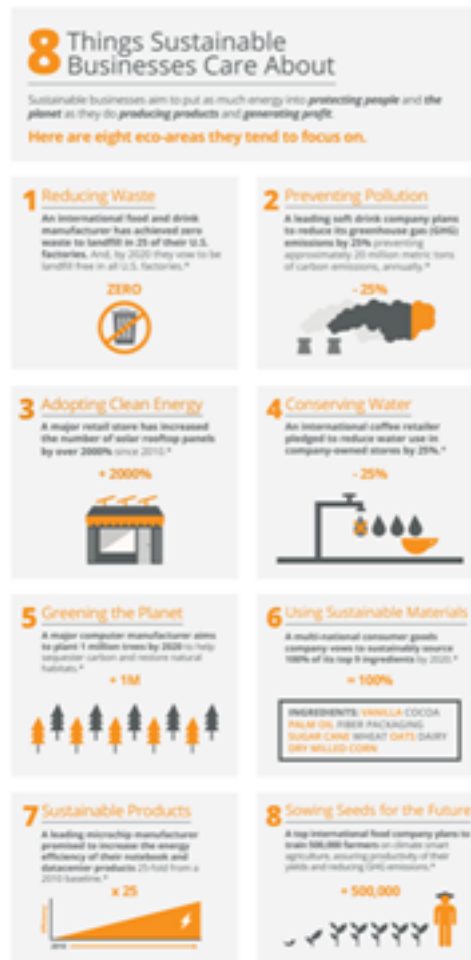 8 Things Sustainable
Businesses Care About
Sustainable businesses aim to put as much energy into protecting people and the
planet as they do producing products and generating profit.
Here are eight eco-areas they tend to focus on.
1 Reducing Waste
An international food and drink
manufacturer has achieved zero
waste to landfill in 25 of their U.S.
factories. And, by 2020 they vow to be
landfill free in all U.S. factories.*
ZERO
2 Preventing Pollution
A leading soft drink company plans
to reduce its greenhouse gas (GHG)
emissions by 25% preventing
approximately 20 million metric tons
of carbon emissions, annually.*
- 25%
3 Adopting Clean Energy
A major retail store has increased
the number of solar rooftop panels
by over 2000% since 2010.*
+ 2000%
4 Conserving Water
An international coffee retailer
pledged to reduce water use in
company-owned stores by 25%.*
- 25%
5 Greening the Planet
A major computer manufacturer aims
to plant 1 million trees by 2020 to help
sequester carbon and restore natural
habitats.*
+ 1M
6 Using Sustainable Materials
A multi-national consumer goods
company vows to sustainably source
100% of its top 9 ingredients by 2020.*
= 100%
INGREDIENTS: VANILLA COCOA
PALM OIL FIBER PACKAGING
SUGAR CANE WHEAT OATS DAIRY
DRY MILLED CORN
7 Sustainable Products
A leading microchip manufacturer
promised to increase the energy
efficiency of their notebook and
datacenter products 25-fold from a
2010 baseline.*
x 25
2010
8 Sowing Seeds for the Future
A top international food company plans to
train 500,000 farmers on climate smart
agriculture, assuring productivity of their
yields and reducing GHG emissions.*
+ 500,000